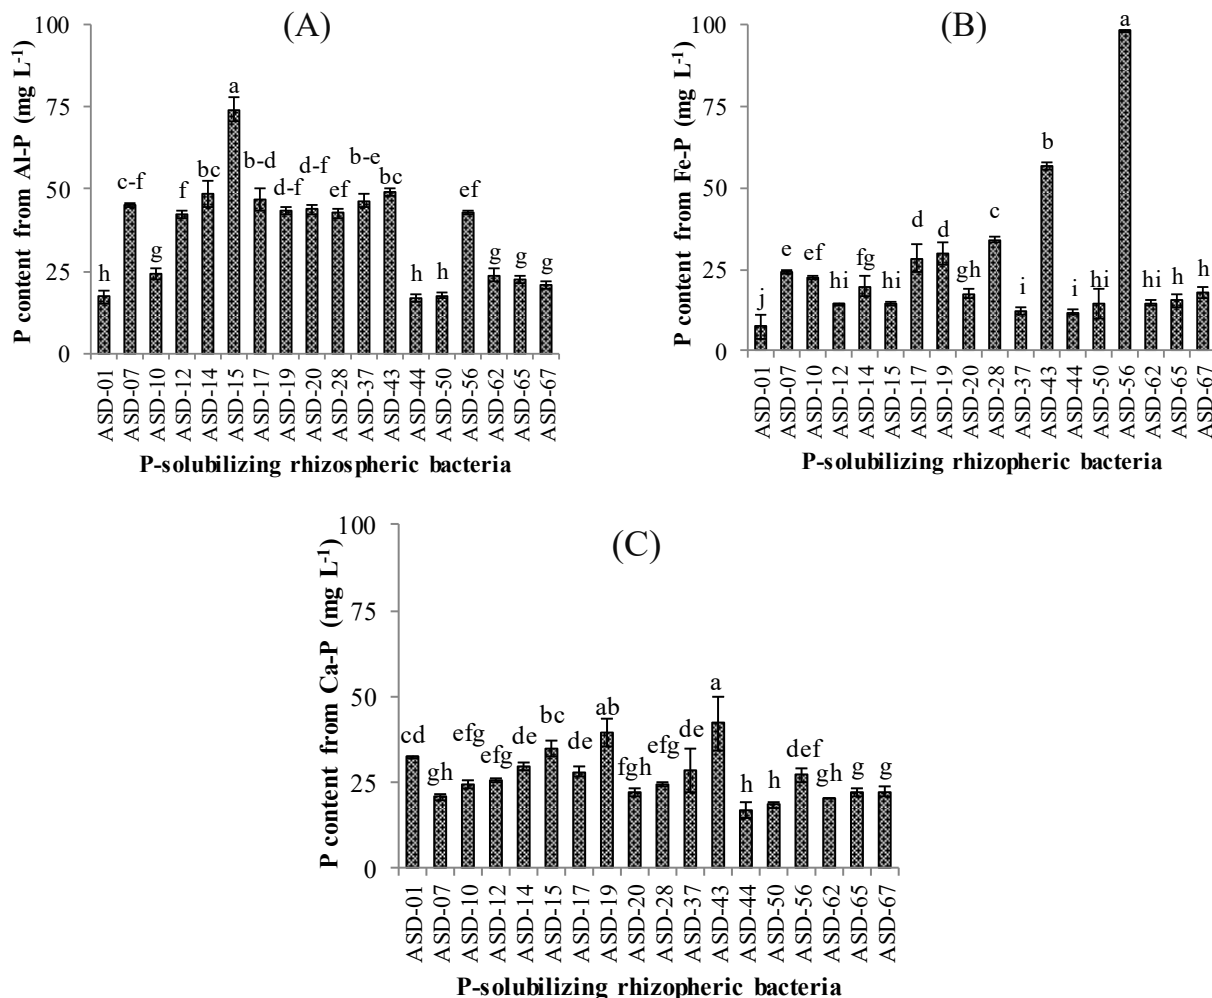 (A)
P content from Al-P (mg L⁻¹)
100
75
50
25
0
h
c-f
g
f
bc
a
b-d
d-f
d-f
ef
b-e
bc
h
h
ef
g
g
g
ASD-01
ASD-07
ASD-10
ASD-12
ASD-14
ASD-15
ASD-17
ASD-19
ASD-20
ASD-28
ASD-37
ASD-43
ASD-44
ASD-50
ASD-56
ASD-62
ASD-65
ASD-67
P-solubilizing rhizospheric bacteria
(B)
P content from Fe-P (mg L⁻¹)
100
75
50
25
0
j
e
ef
hi
fg
hi
d
d
gh
c
i
b
i
hi
a
hi
h
h
ASD-01
ASD-07
ASD-10
ASD-12
ASD-14
ASD-15
ASD-17
ASD-19
ASD-20
ASD-28
ASD-37
ASD-43
ASD-44
ASD-50
ASD-56
ASD-62
ASD-65
ASD-67
P-solubilizing rhizopheric bacteria
(C)
P content from Ca-P (mg L⁻¹)
100
75
50
25
0
cd
gh
efg
efg
de
bc
de
ab
fgh
efg
de
a
h
h
def
gh
g
g
ASD-01
ASD-07
ASD-10
ASD-12
ASD-14
ASD-15
ASD-17
ASD-19
ASD-20
ASD-28
ASD-37
ASD-43
ASD-44
ASD-50
ASD-56
ASD-62
ASD-65
ASD-67
P-solubilizing rhizopheric bacteria